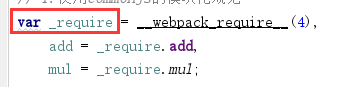 var _require = __webpack_require__(4),
add = _require.add,
mul = _require.mul;